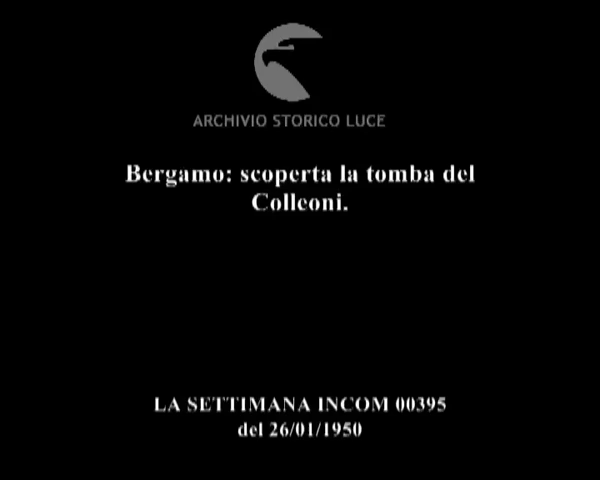 ARCHIVIO STORICO LUCE
Bergamo: scoperta la tomba del
Colleoni.
LA SETTIMANA INCOM 00395
del 26/01/1950